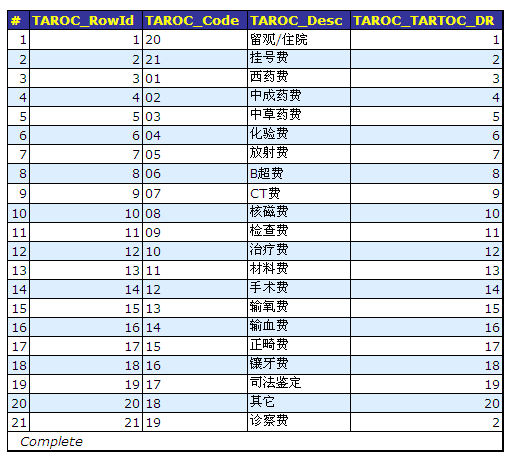 # TAROC_RowId TAROC_Code TAROC_Desc TAROC_TARTOC_DR
1 1 20 留观/住院 1
2 2 21 挂号费 2
3 3 01 西药费 3
4 4 02 中成药费 4
5 5 03 中草药费 5
6 6 04 化验费 6
7 7 05 放射费 7
8 8 06 B超费 8
9 9 07 CT费 9
10 10 08 核磁费 10
11 11 09 检查费 11
12 12 10 治疗费 12
13 13 11 材料费 13
14 14 12 手术费 14
15 15 13 输氧费 15
16 16 14 输血费 16
17 17 15 正畸费 17
18 18 16 镶牙费 18
19 19 17 司法鉴定 19
20 20 18 其它 20
21 21 19 诊察费 2
Complete